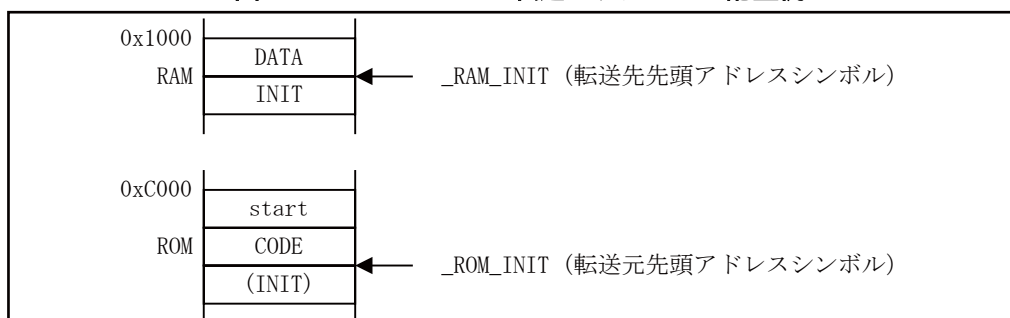 0x1000
DATA
RAM
_RAM_INIT (転送先先頭アドレスシンボル)
INIT
0xC000
start
ROM
CODE
_ROM_INIT (転送元先頭アドレスシンボル)
(INIT)